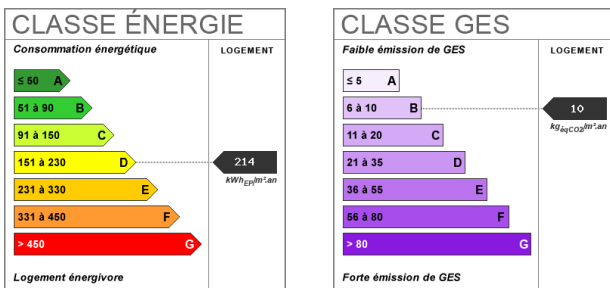 CLASSE ÉNERGIE
Consommation énergétique
LOGEMENT
≤ 50 A
51 à 90 B
91 à 150 C
151 à 230 D
214
kWhEP/m².an
231 à 330 E
331 à 450 F
> 450 G
Logement énergivore
CLASSE GES
Faible émission de GES
LOGEMENT
≤ 5 A
6 à 10 B
10
kgéqCO2/m².an
11 à 20 C
21 à 35 D
36 à 55 E
56 à 80 F
> 80 G
Forte émission de GES